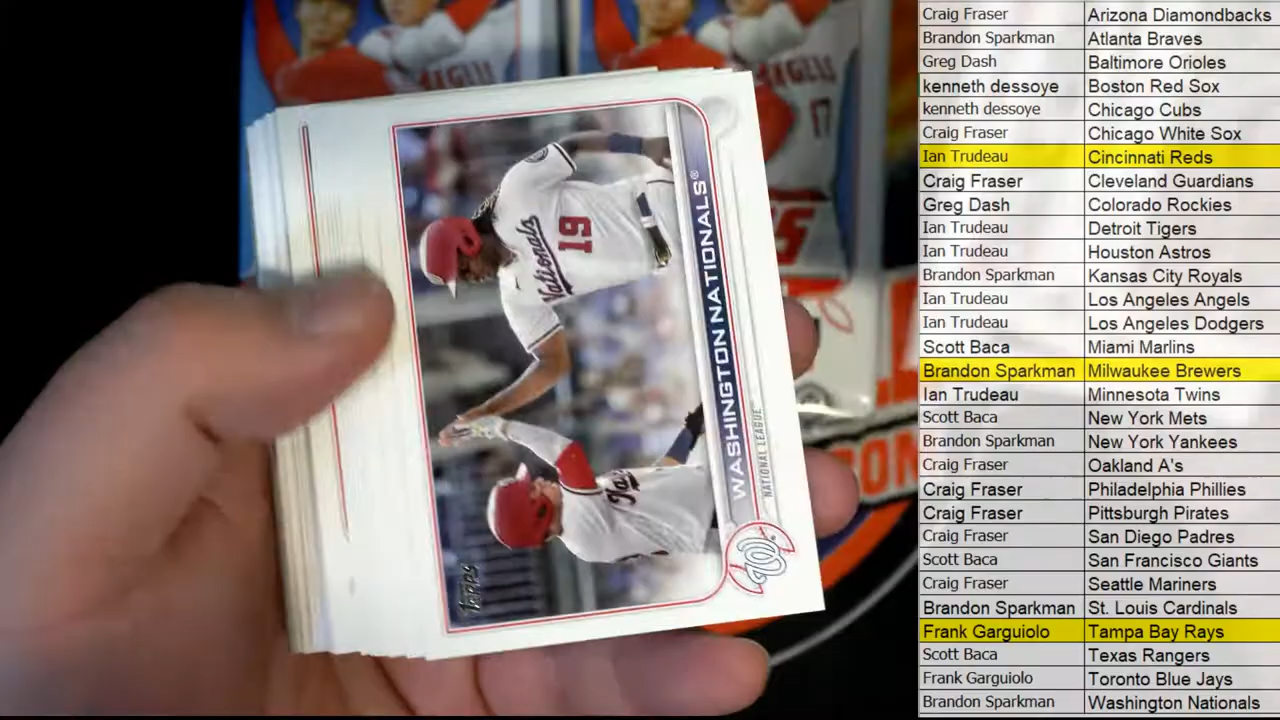 Craig Fraser Arizona Diamondbacks
Brandon Sparkman Atlanta Braves
Greg Dash Baltimore Orioles
kenneth dessoye Boston Red Sox
kenneth dessoye Chicago Cubs
Craig Fraser Chicago White Sox
Ian Trudeau Cincinnati Reds
Craig Fraser Cleveland Guardians
Greg Dash Colorado Rockies
Ian Trudeau Detroit Tigers
Ian Trudeau Houston Astros
Brandon Sparkman Kansas City Royals
Ian Trudeau Los Angeles Angels
Ian Trudeau Los Angeles Dodgers
Scott Baca Miami Marlins
Brandon Sparkman Milwaukee Brewers
Ian Trudeau Minnesota Twins
Scott Baca New York Mets
Brandon Sparkman New York Yankees
Craig Fraser Oakland A's
Craig Fraser Philadelphia Phillies
Craig Fraser Pittsburgh Pirates
Craig Fraser San Diego Padres
Scott Baca San Francisco Giants
Craig Fraser Seattle Mariners
Brandon Sparkman St. Louis Cardinals
Frank Garguiolo Tampa Bay Rays
Scott Baca Texas Rangers
Frank Garguiolo Toronto Blue Jays
Brandon Sparkman Washington Nationals
WASHINGTON NATIONALS®
NATIONAL LEAGUE™
Topps
Nationals
19
W
ANGELS
17